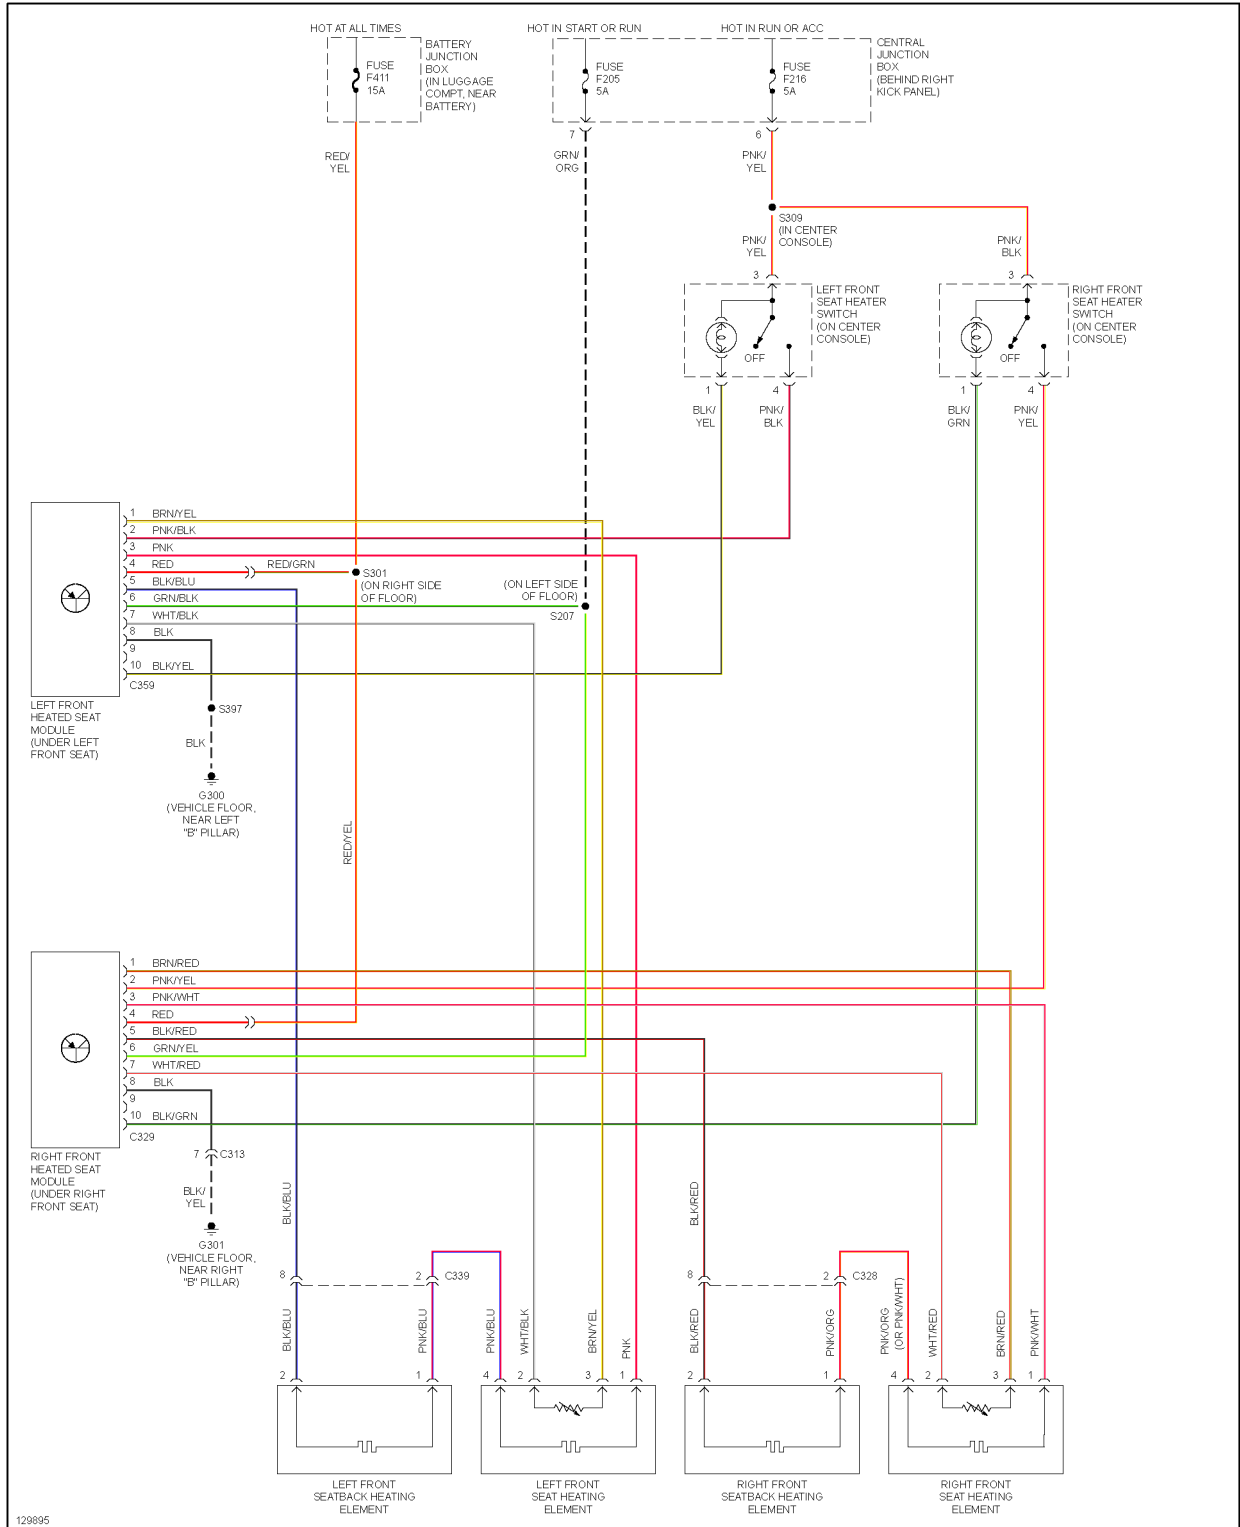 HOT AT ALL TIMES
HOT IN START OR RUN
HOT IN RUN OR ACC
FUSE
F411
15A
BATTERY
JUNCTION
BOX
(IN LUGGAGE
COMPT, NEAR
BATTERY)
FUSE
F205
5A
FUSE
F216
5A
CENTRAL
JUNCTION
BOX
(BEHIND RIGHT
KICK PANEL)
7
6
RED/
YEL
GRN/
ORG
PNK/
YEL
S309
(IN CENTER
CONSOLE)
PNK/
YEL
PNK/
BLK
3
3
LEFT FRONT
SEAT HEATER
SWITCH
(ON CENTER
CONSOLE)
OFF
RIGHT FRONT
SEAT HEATER
SWITCH
(ON CENTER
CONSOLE)
OFF
1
4
1
4
BLK/
YEL
PNK/
BLK
BLK/
GRN
PNK/
YEL
1 BRN/YEL
2 PNK/BLK
3 PNK
4 RED
RED/GRN
5 BLK/BLU
6 GRN/BLK
7 WHT/BLK
8 BLK
9
10 BLK/YEL
C359
S301
(ON RIGHT SIDE
OF FLOOR)
(ON LEFT SIDE
OF FLOOR)
S207
LEFT FRONT
HEATED SEAT
MODULE
(UNDER LEFT
FRONT SEAT)
S397
BLK
G300
(VEHICLE FLOOR,
NEAR LEFT
"B" PILLAR)
RED/YEL
1 BRN/RED
2 PNK/YEL
3 PNK/WHT
4 RED
5 BLK/RED
6 GRN/YEL
7 WHT/RED
8 BLK
9
10 BLK/GRN
C329
RIGHT FRONT
HEATED SEAT
MODULE
(UNDER RIGHT
FRONT SEAT)
7 C313
BLK/
YEL
G301
(VEHICLE FLOOR,
NEAR RIGHT
"B" PILLAR)
BLK/BLU
BLK/RED
8
2 C339
8
2 C328
BLK/BLU
PNK/BLU
PNK/BLU
WHT/BLK
BRN/YEL
PNK
BLK/RED
PNK/ORG
PNK/ORG
(OR PNK/WHT)
WHT/RED
BRN/RED
PNK/WHT
2
1
4
2
3
1
2
1
4
2
3
1
LEFT FRONT
SEATBACK HEATING
ELEMENT
LEFT FRONT
SEAT HEATING
ELEMENT
RIGHT FRONT
SEATBACK HEATING
ELEMENT
RIGHT FRONT
SEAT HEATING
ELEMENT
129895